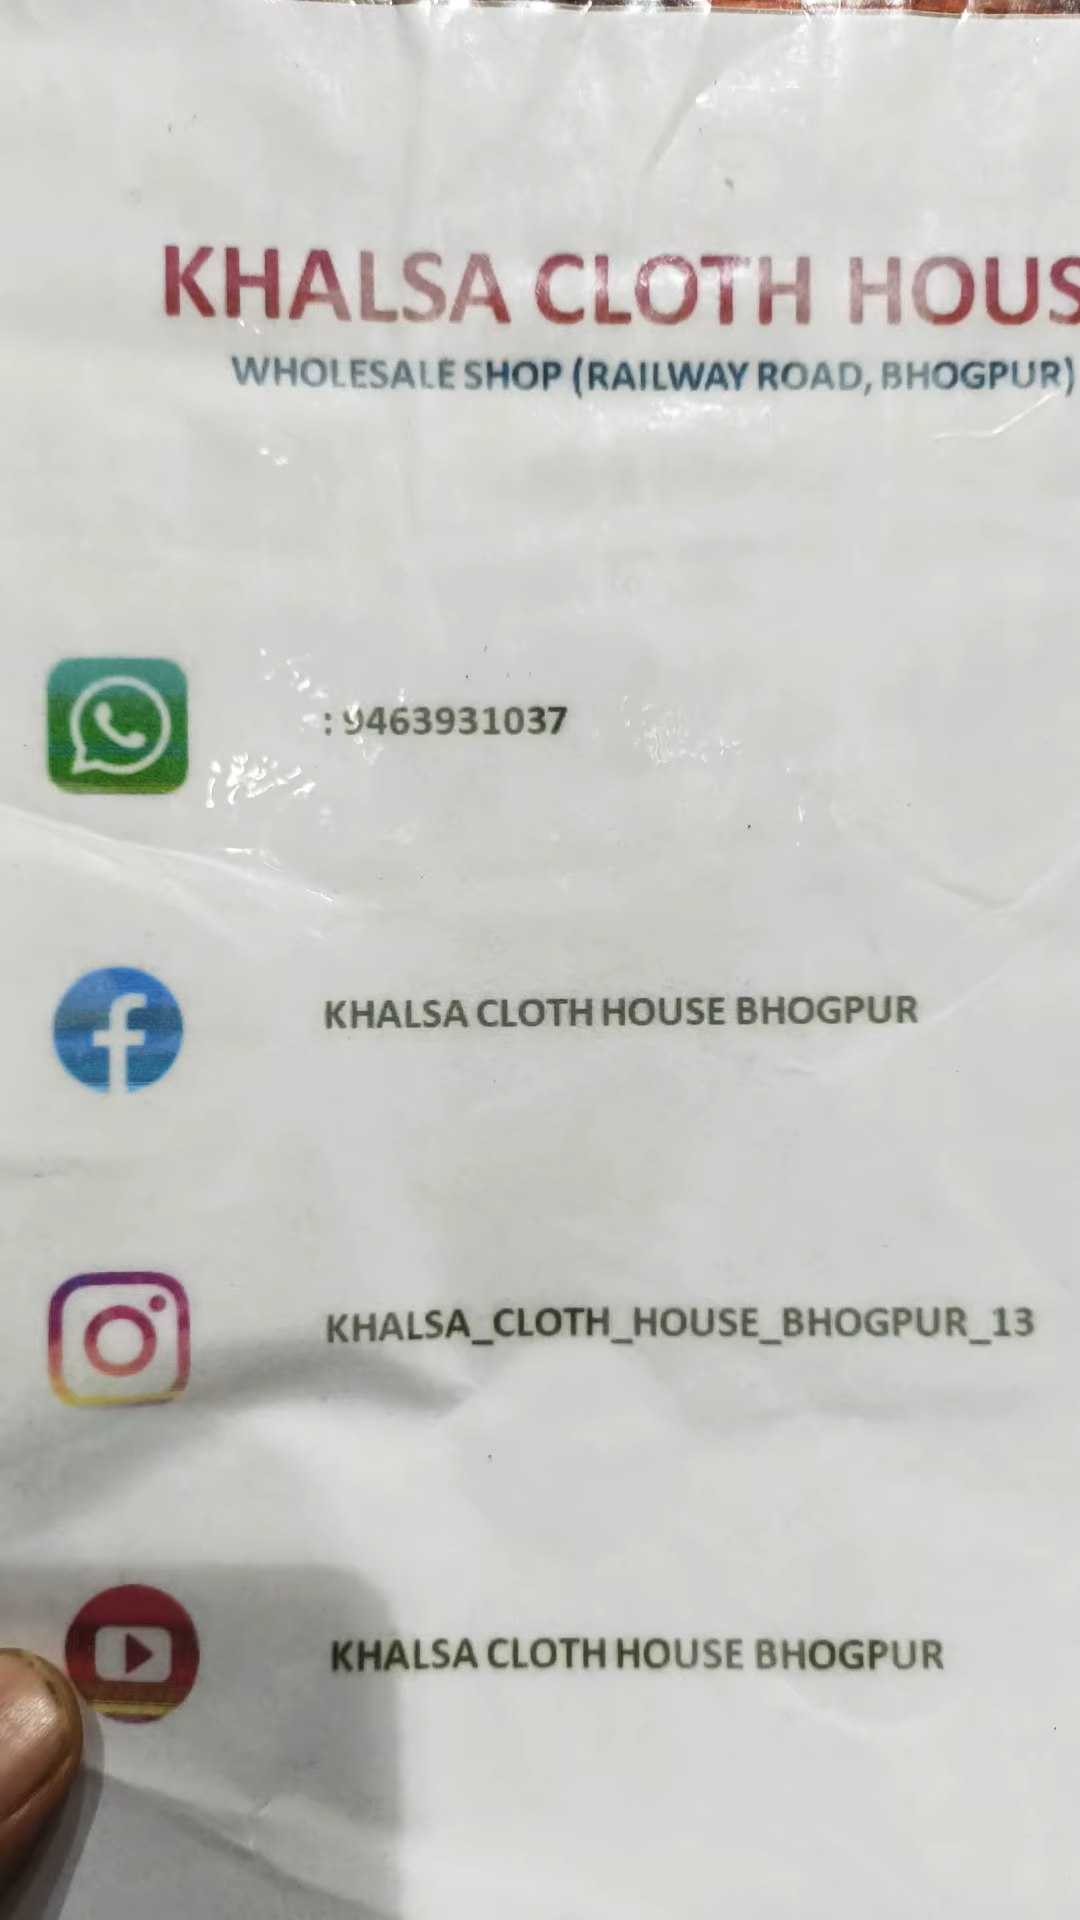 KHALSA CLOTH HOUS
WHOLESALE SHOP (RAILWAY ROAD, BHOGPUR)
: 9463931037
KHALSA CLOTH HOUSE BHOGPUR
KHALSA_CLOTH_HOUSE_BHOGPUR_13
KHALSA CLOTH HOUSE BHOGPUR